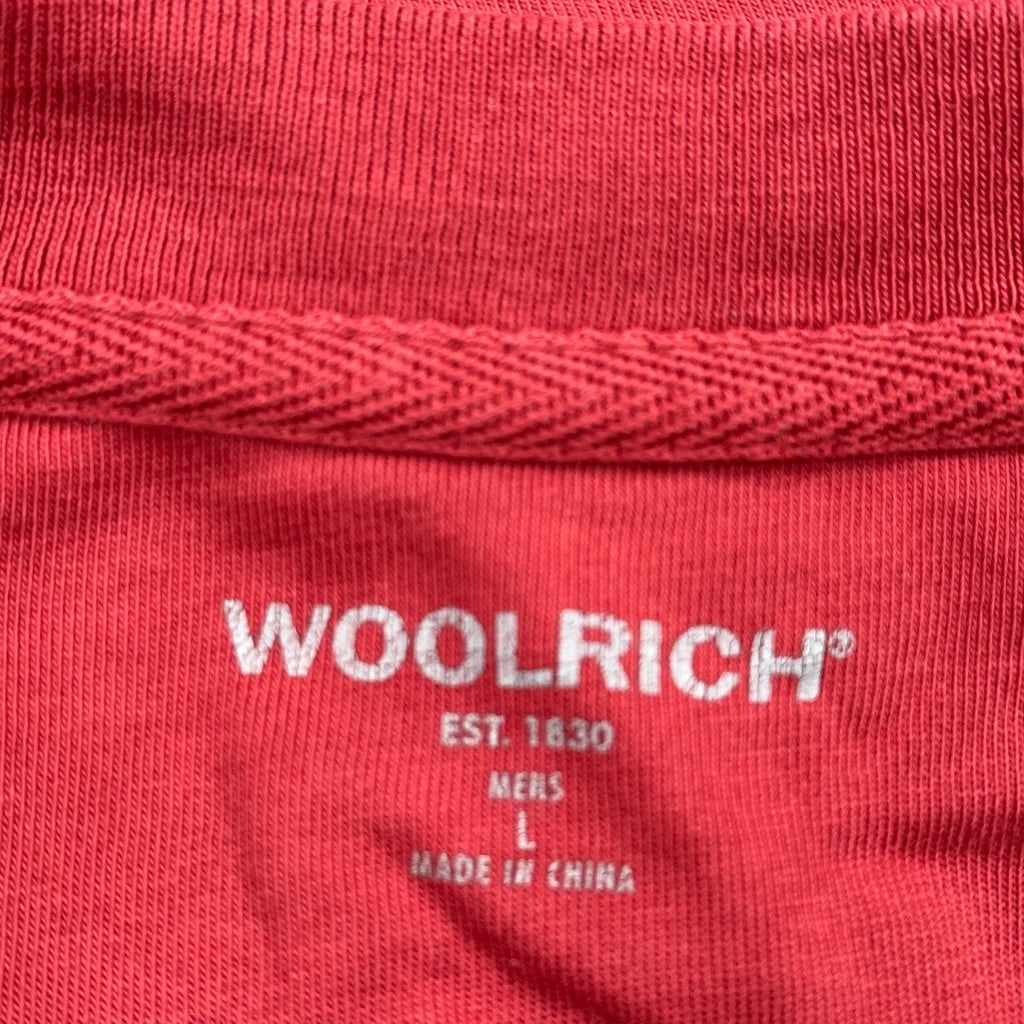 WOOLRICH®
EST. 1830
MENS
L
MADE IN CHINA